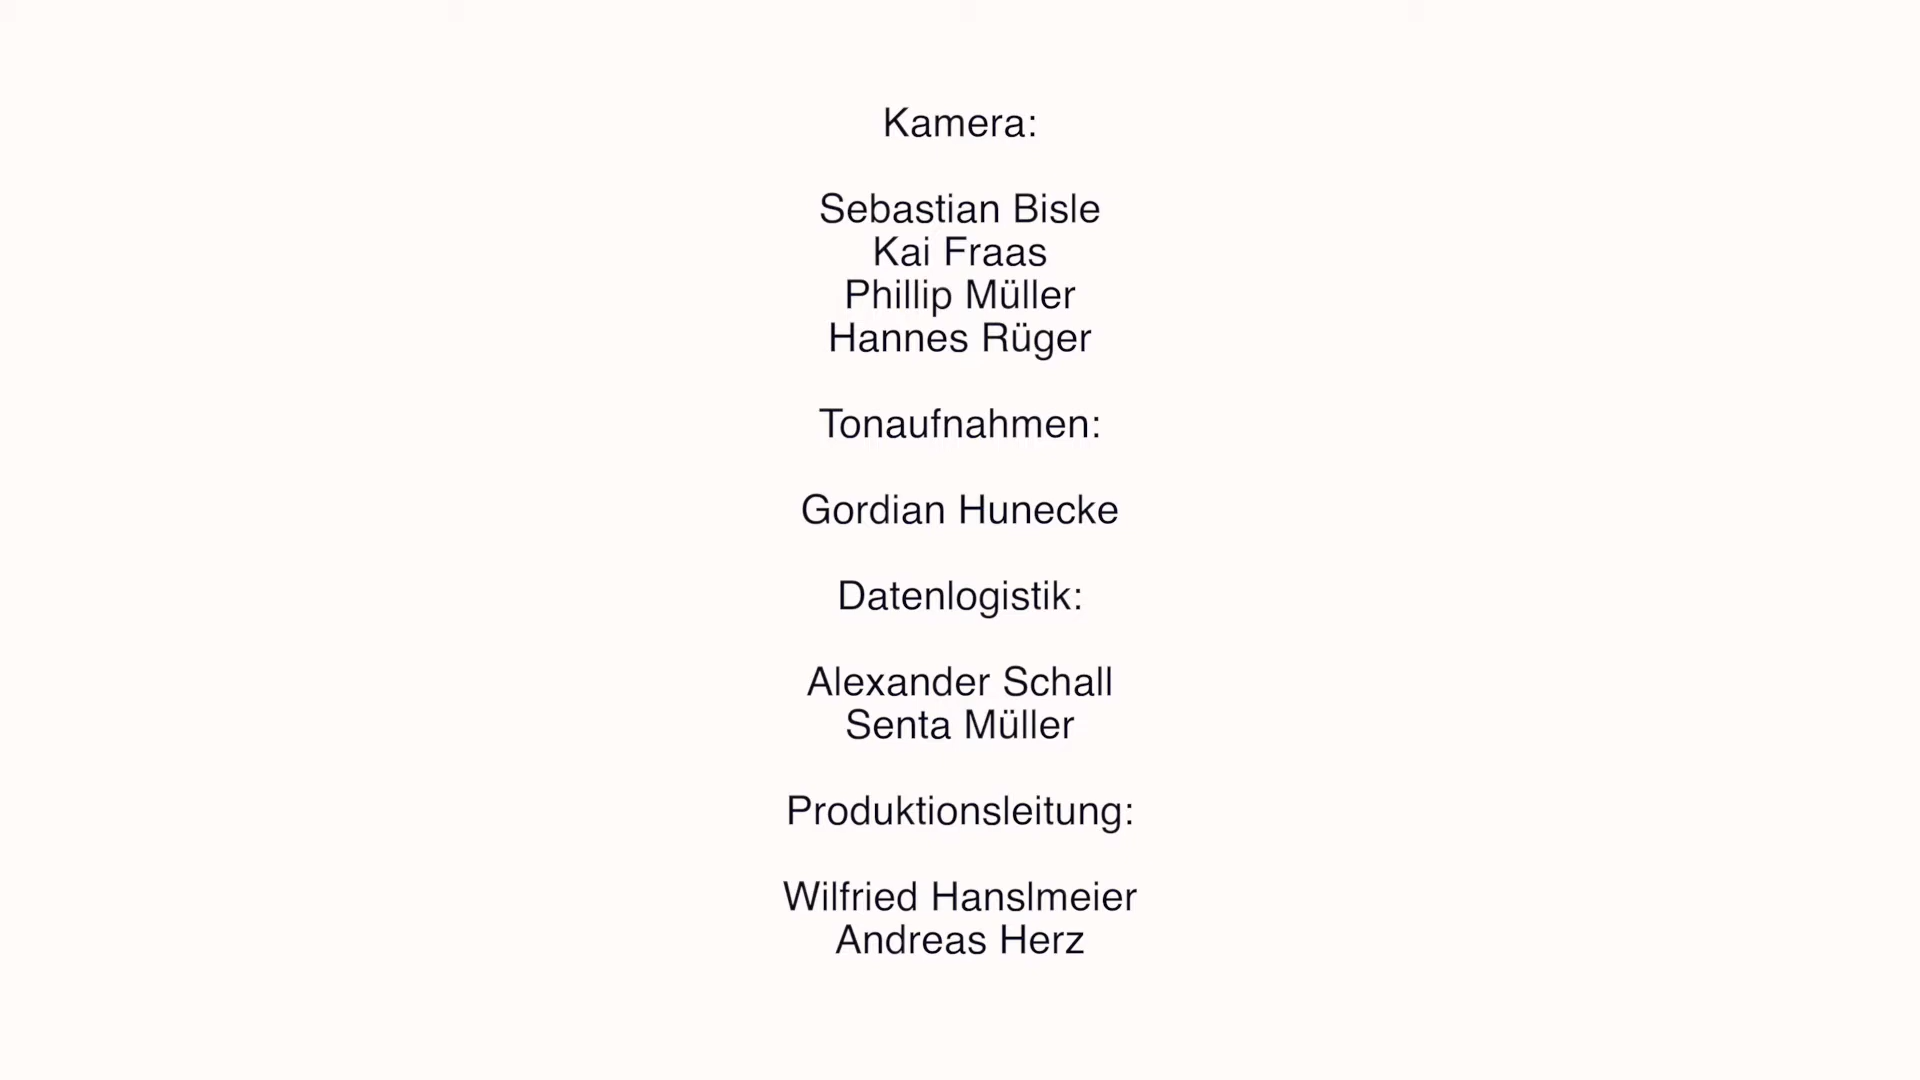 Kamera:
Sebastian Bisle
Kai Fraas
Phillip Müller
Hannes Rüger
Tonaufnahmen:
Gordian Hunecke
Datenlogistik:
Alexander Schall
Senta Müller
Produktionsleitung:
Wilfried Hanslmeier
Andreas Herz